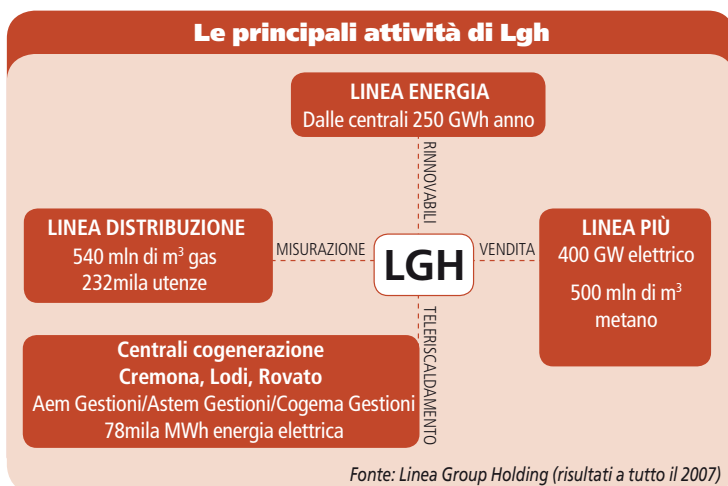 Le principali attività di Lgh
LINEA ENERGIA
Dalle centrali 250 GWh anno
RINNOVABILI
LINEA DISTRIBUZIONE
540 mln di m³ gas
232mila utenze
MISURAZIONE
LGH
VENDITA
LINEA PIÙ
400 GW elettrico
500 mln di m³
metano
TELERISCALDAMENTO
Centrali cogenerazione
Cremona, Lodi, Rovato
Aem Gestioni/Astem Gestioni/Cogema Gestioni
78mila MWh energia elettrica
Fonte: Linea Group Holding (risultati a tutto il 2007)